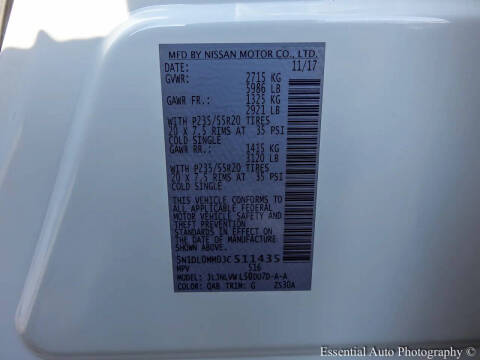 MFD BY NISSAN MOTOR CO., LTD.
DATE: 11/17
GVWR: 2715 KG
5986 LB
GAWR FR.: 1325 KG
2921 LB
WITH P235/55R20 TIRES
20 X 7.5 RIMS AT 35 PSI
COLD SINGLE
GAWR RR.: 1415 KG
3120 LB
WITH P235/55R20 TIRES
20 X 7.5 RIMS AT 35 PSI
COLD SINGLE
THIS VEHICLE CONFORMS TO
ALL APPLICABLE FEDERAL
MOTOR VEHICLE SAFETY AND
THEFT PREVENTION
STANDARDS IN EFFECT ON
THE DATE OF MANUFACTURE
SHOWN ABOVE.
5N1DL0MM0JC511435
MPV 516
MODEL:
COLOR: QAB TRIM: G ZS30A
Essential Auto Photography ©